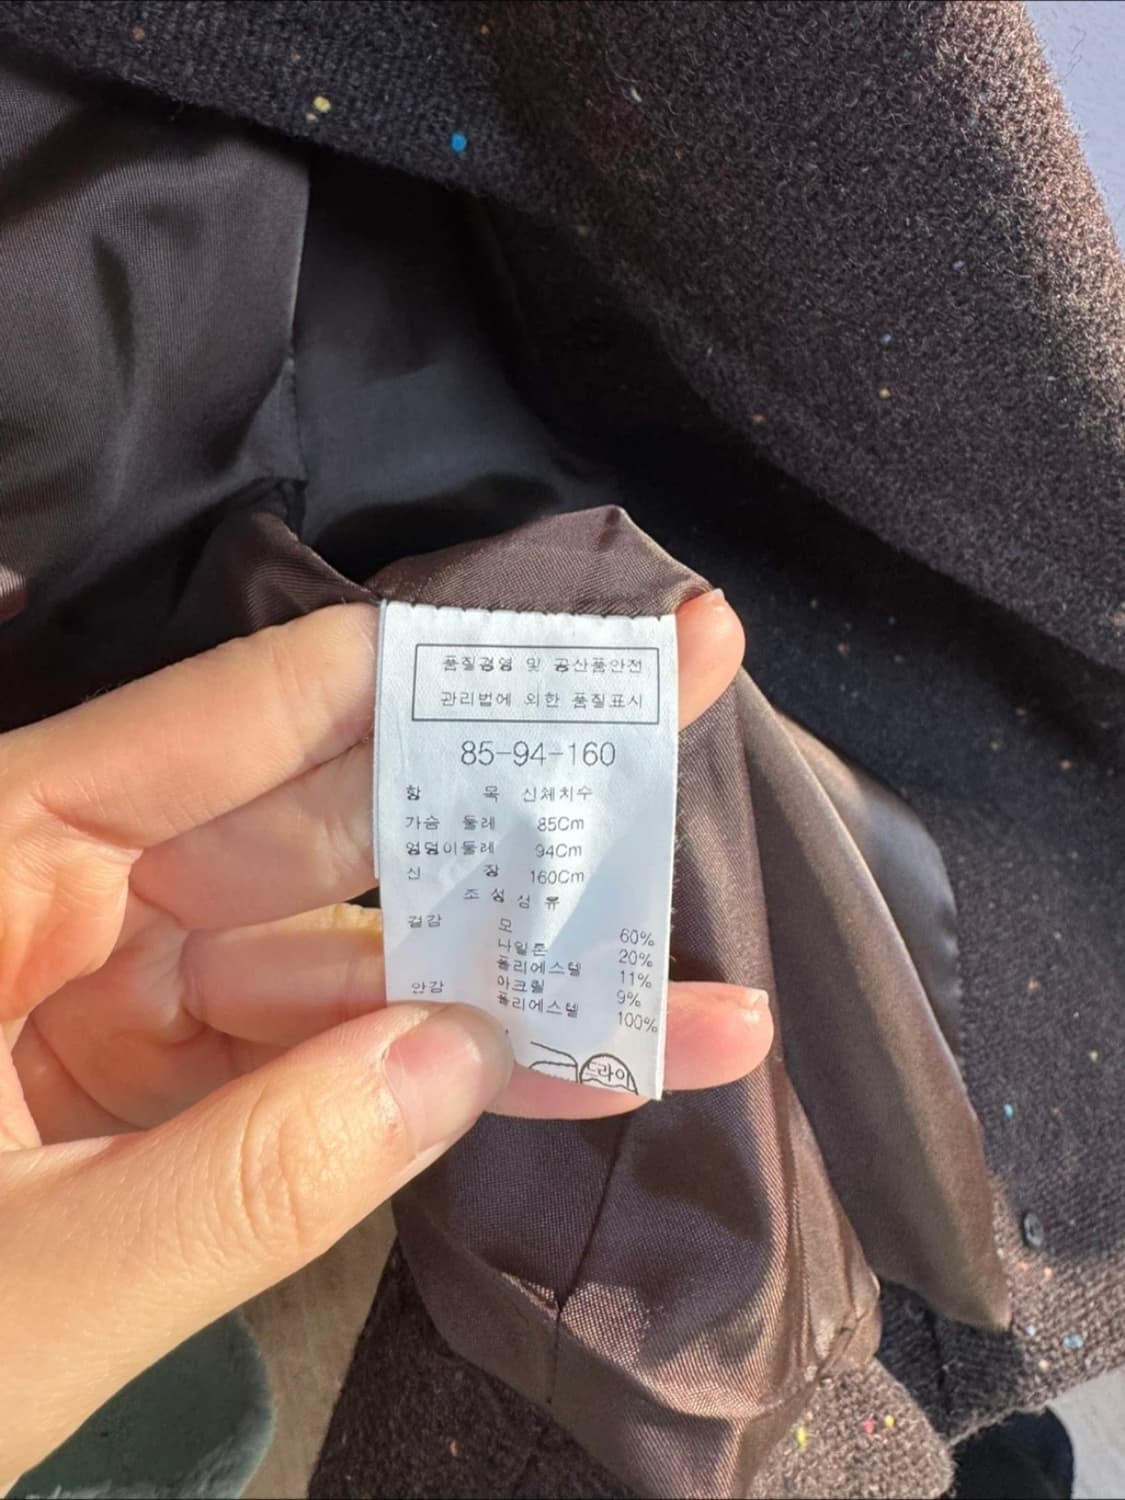 품질경영 및 공산품안전
관리법에 의한 품질표시
85-94-160
항 목 신체치수
가슴 둘레 85Cm
엉덩이둘레 94Cm
신 장 160Cm
조 성 섬 유
겉감 모 60%
나일론 20%
폴리에스텔 11%
아크릴 9%
안감 폴리에스텔 100%
드라이